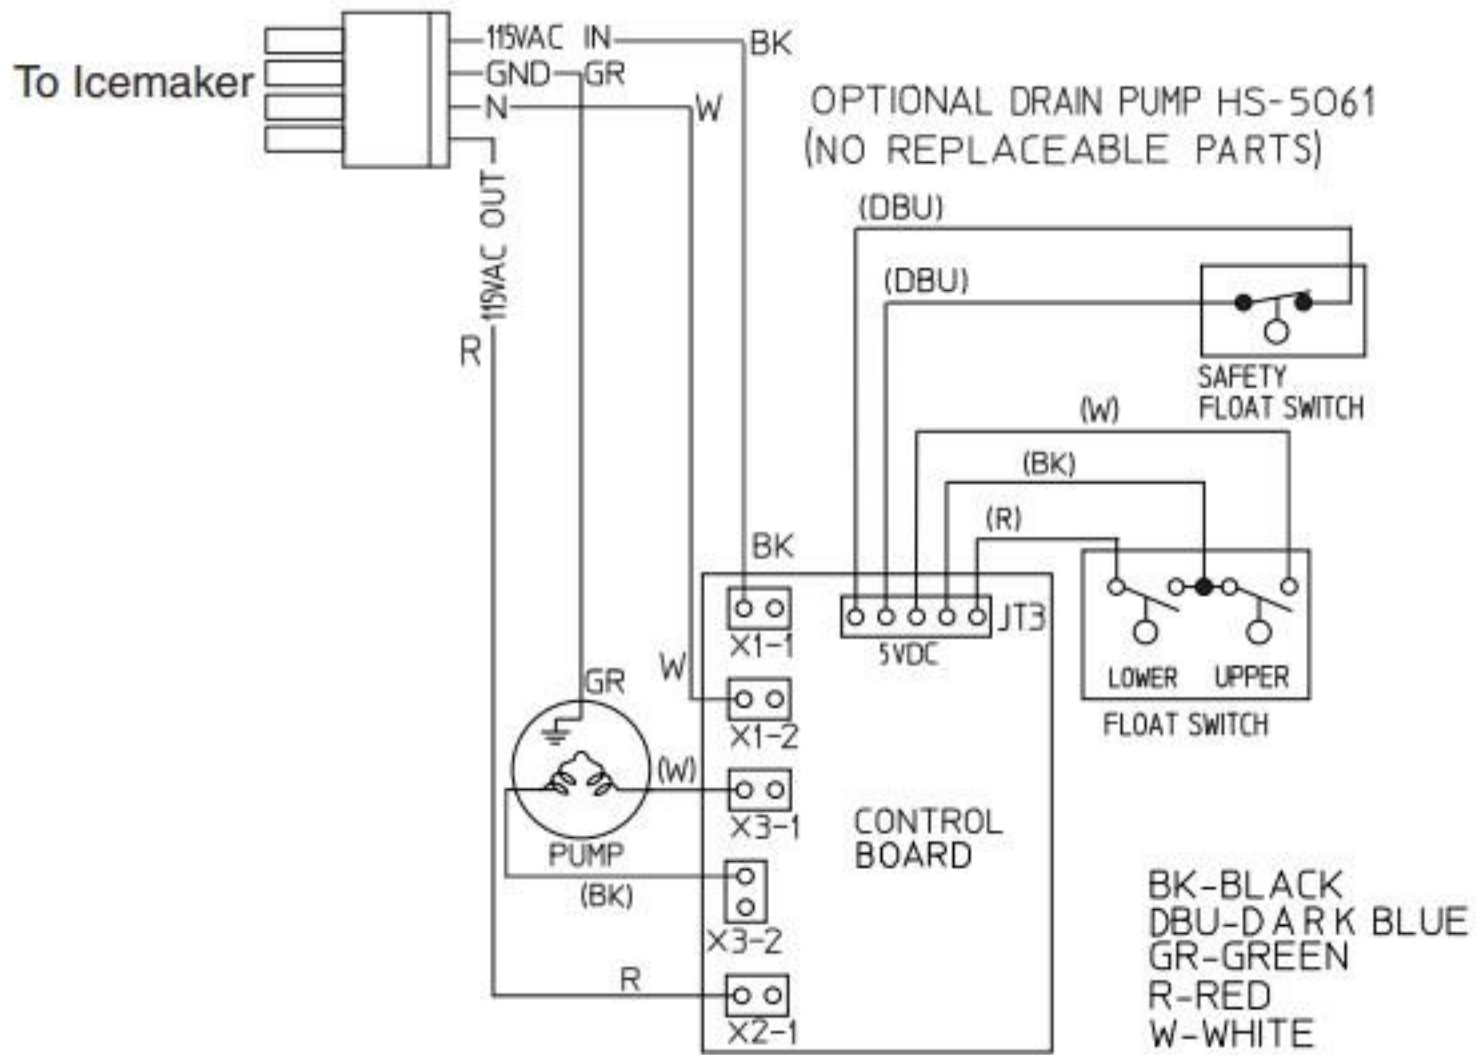 To Icemaker
115VAC IN
BK
GND
GR
N
W
OPTIONAL DRAIN PUMP HS-5061
(NO REPLACEABLE PARTS)
115VAC OUT
R
(DBU)
(DBU)
SAFETY
FLOAT SWITCH
(W)
(BK)
(R)
BK
JT3
5VDC
LOWER
UPPER
FLOAT SWITCH
X1-1
W
X1-2
GR
(W)
X3-1
PUMP
(BK)
X3-2
R
X2-1
CONTROL
BOARD
BK-BLACK
DBU-DARK BLUE
GR-GREEN
R-RED
W-WHITE